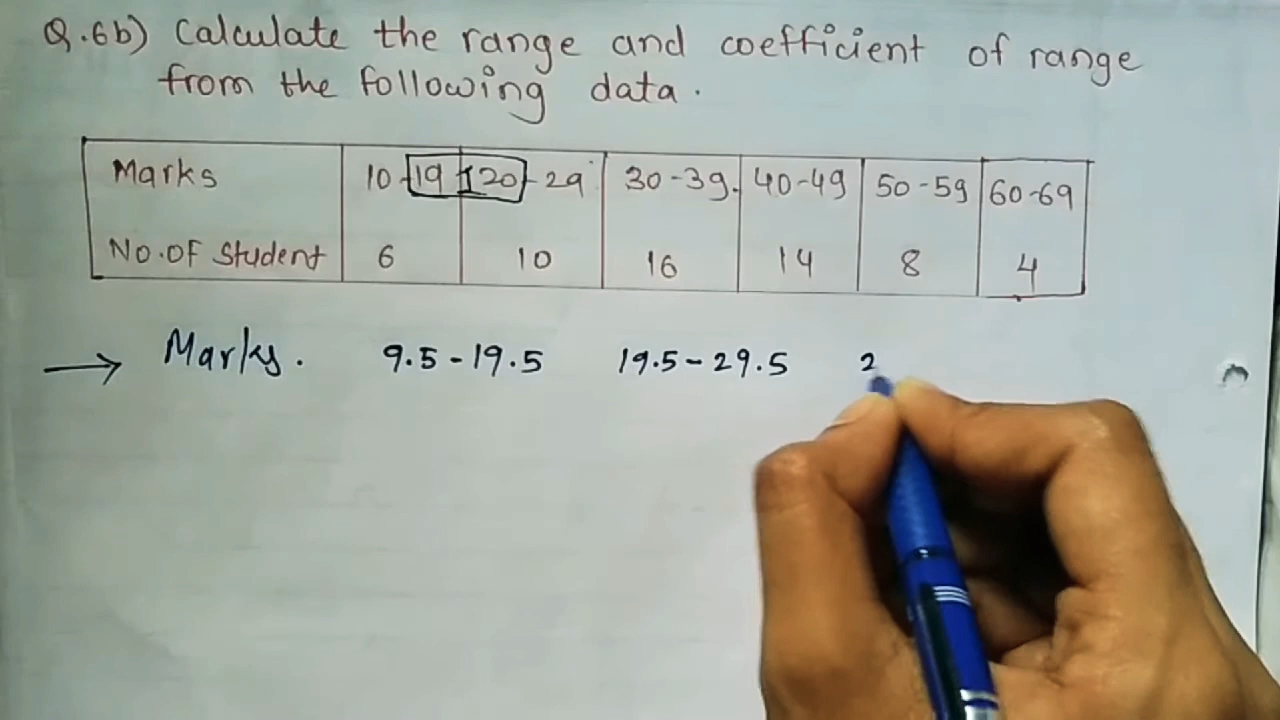 Q.6b) Calculate the range and coefficient of range
from the following data.
Marks 10-19 20-29 30-39 40-49 50-59 60-69
No.Of Student 6 10 16 14 8 4
→ Marks. 9.5-19.5 19.5-29.5 2